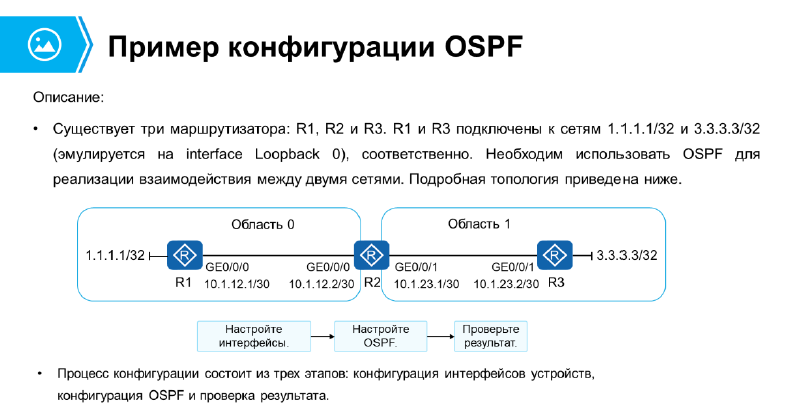 Пример конфигурации OSPF
Описание:
• Существует три маршрутизатора: R1, R2 и R3. R1 и R3 подключены к сетям 1.1.1.1/32 и 3.3.3.3/32
(эмулируется на interface Loopback 0), соответственно. Необходим использовать OSPF для
реализации взаимодействия между двумя сетями. Подробная топология приведена ниже.
Область 0 Область 1
1.1.1.1/32 R R R 3.3.3.3/32
GE0/0/0 GE0/0/0 GE0/0/1 GE0/0/1
R1 10.1.12.1/30 10.1.12.2/30 R2 10.1.23.1/30 10.1.23.2/30 R3
Настройте Настройте Проверьте
интерфейсы. OSPF. результат.
• Процесс конфигурации состоит из трех этапов: конфигурация интерфейсов устройств,
конфигурация OSPF и проверка результата.